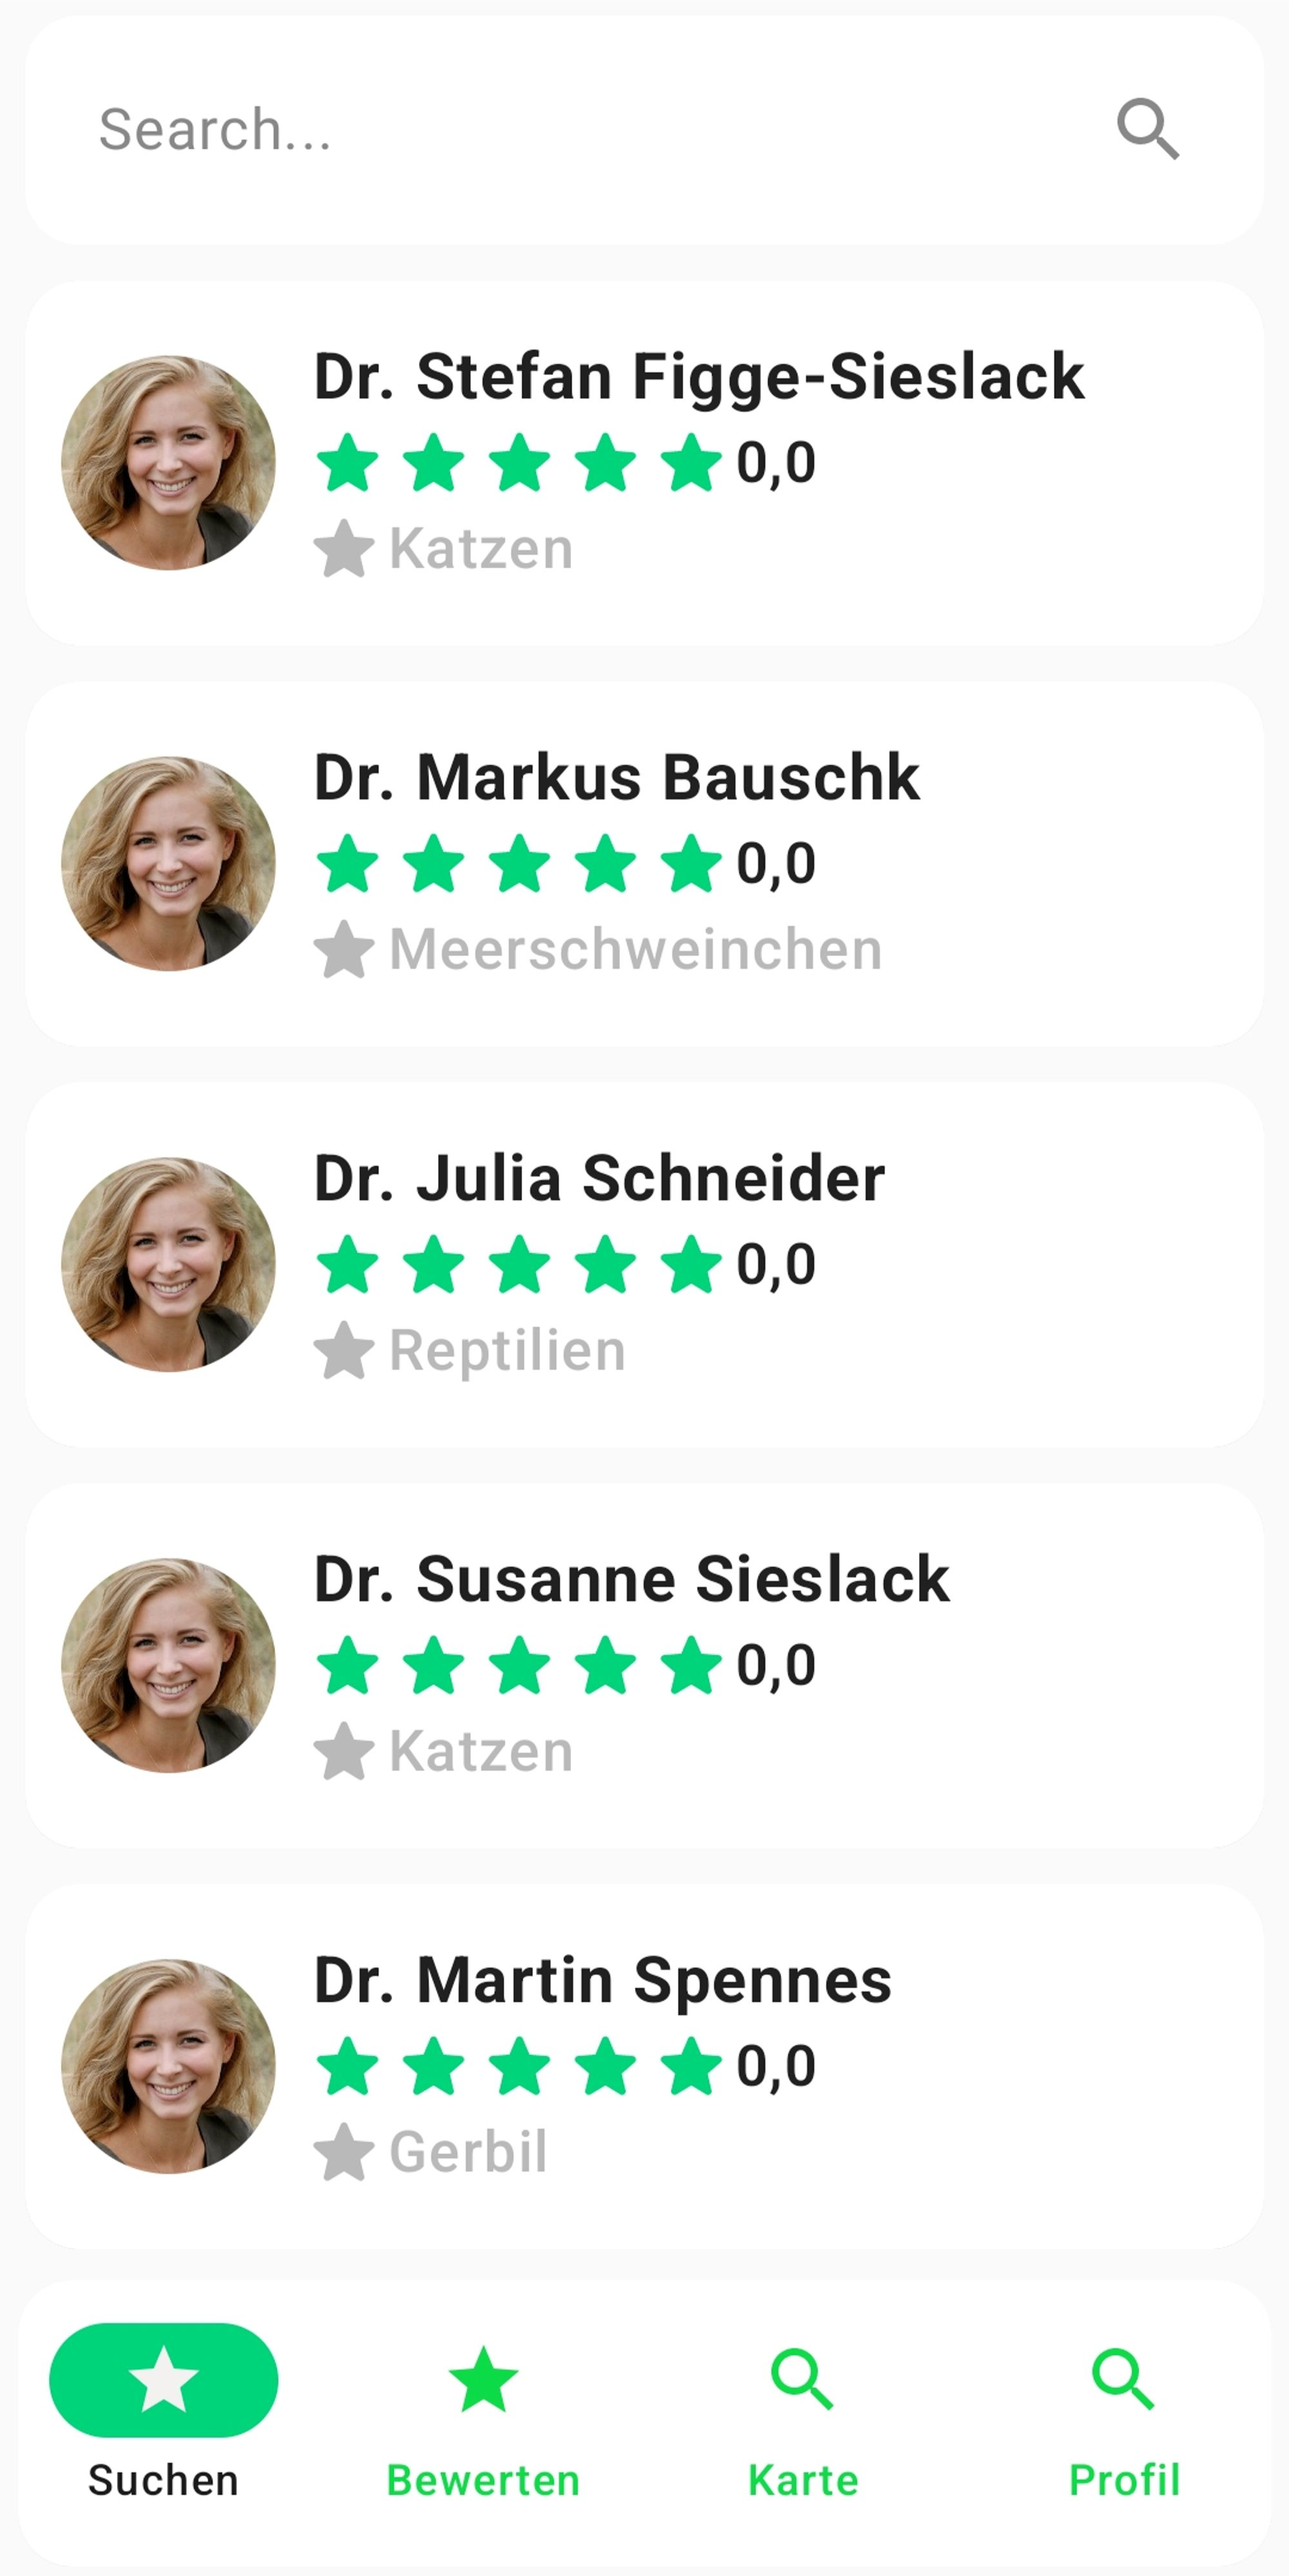 Search...
Dr. Stefan Figge-Sieslack
0,0
Katzen
Dr. Markus Bauschk
0,0
Meerschweinchen
Dr. Julia Schneider
0,0
Reptilien
Dr. Susanne Sieslack
0,0
Katzen
Dr. Martin Spennes
0,0
Gerbil
Suchen Bewerten Karte Profil